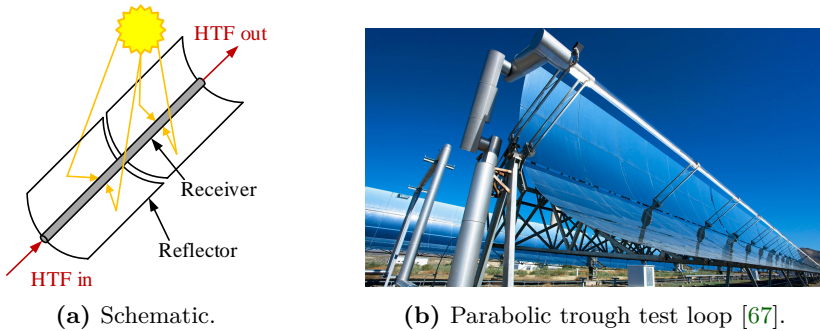 HTF out
Receiver
Reflector
HTF in
(a) Schematic.
(b) Parabolic trough test loop [67].